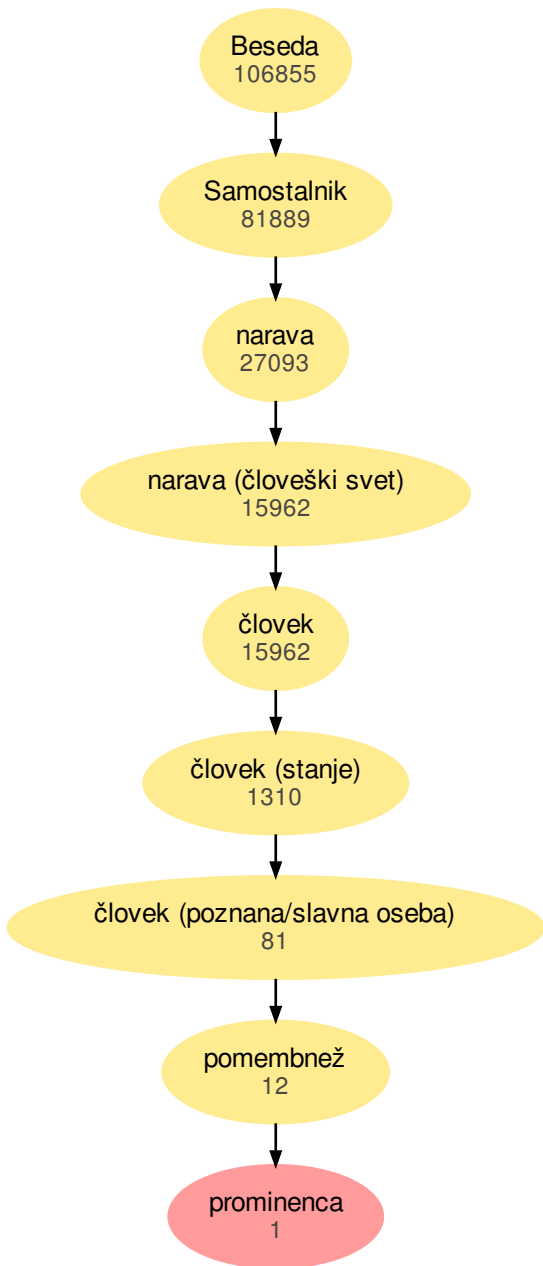 Beseda
106855
Samostalnik
81889
narava
27093
narava (človeški svet)
15962
človek
15962
človek (stanje)
1310
človek (poznana/slavna oseba)
81
pomembnež
12
prominenca
1